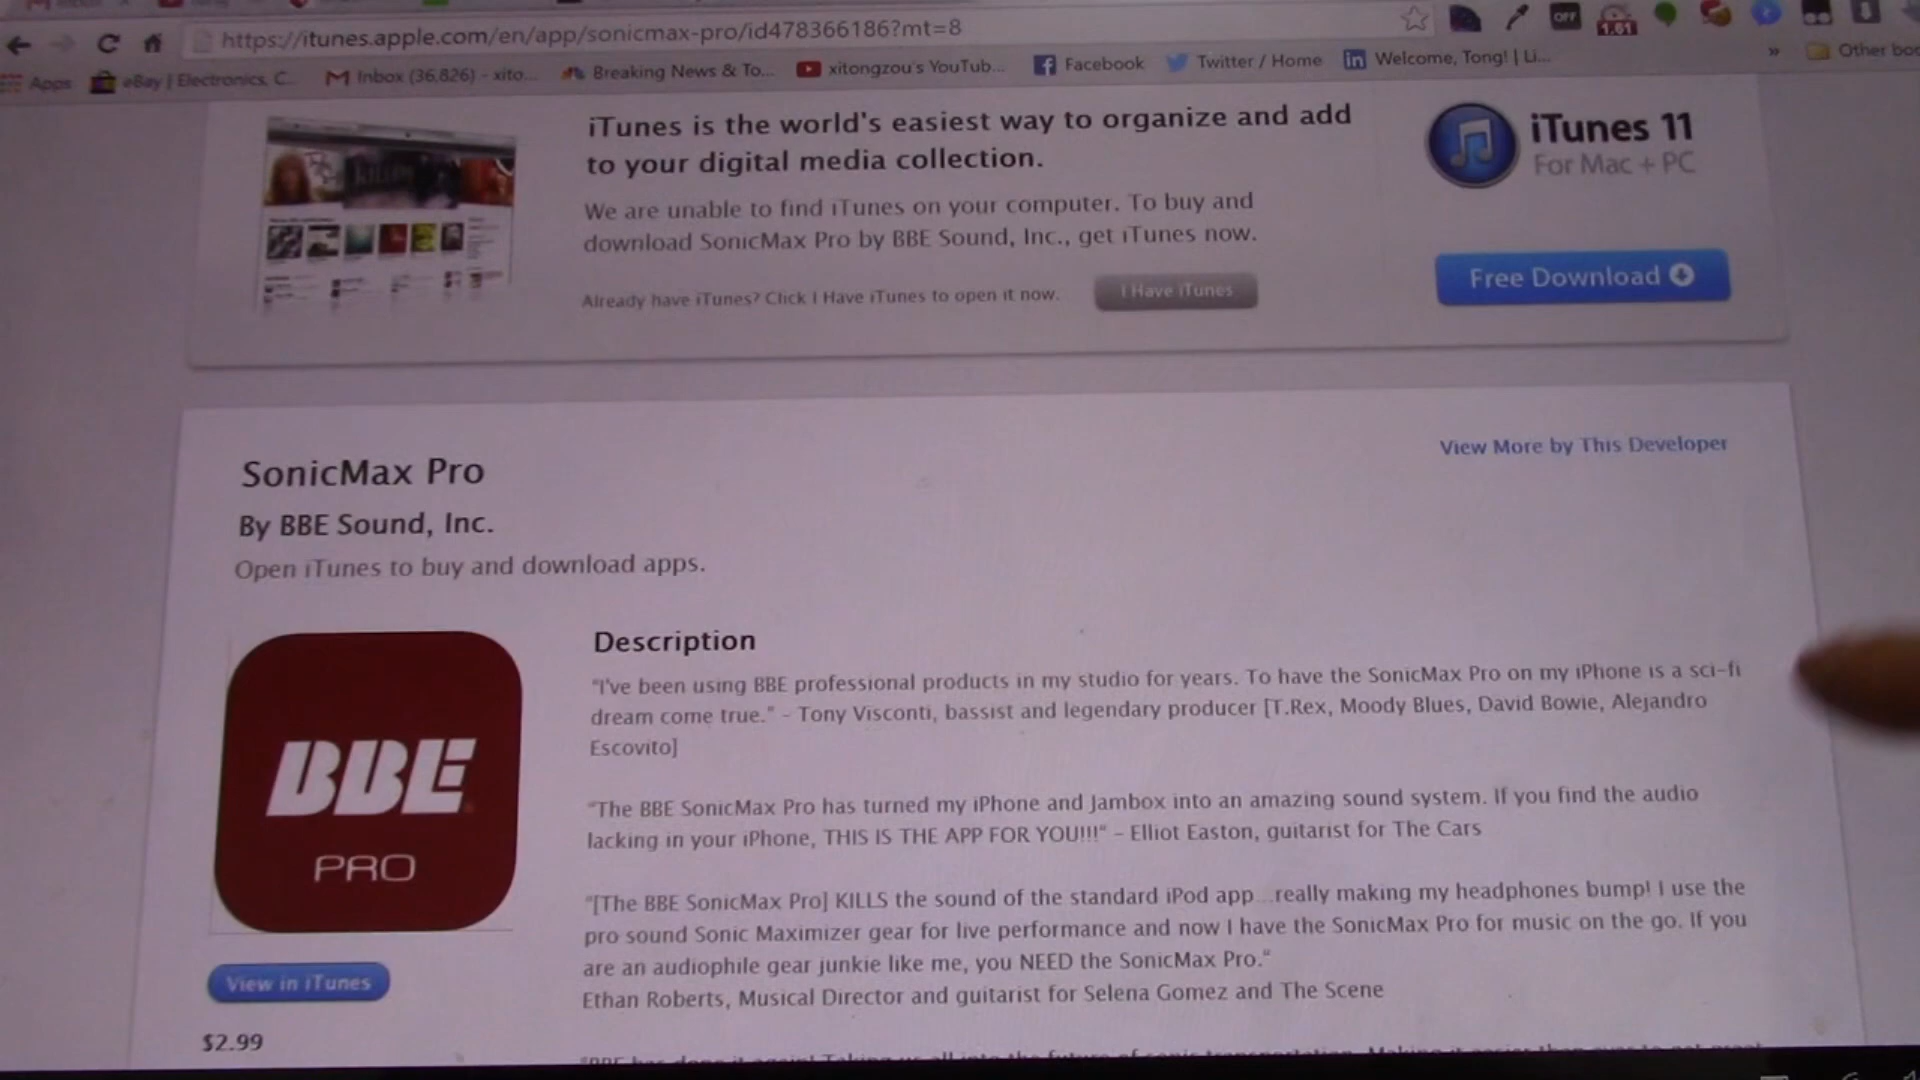 https://itunes.apple.com/en/app/sonicmax-pro/id478366186?mt=8
OFF
1.61
Apps
eBay | Electronics, C...
Inbox (36,826) - xito...
Breaking News & To...
xitongzou's YouTub...
Facebook
Twitter / Home
Welcome, Tong! | Li...
»
Other boo
iTunes is the world's easiest way to organize and add
to your digital media collection.
We are unable to find iTunes on your computer. To buy and
download SonicMax Pro by BBE Sound, Inc., get iTunes now.
Already have iTunes? Click I Have iTunes to open it now.
I Have iTunes
iTunes 11
For Mac + PC
Free Download
SonicMax Pro
By BBE Sound, Inc.
Open iTunes to buy and download apps.
View More by This Developer
BBE
PRO
View in iTunes
$2.99
Description
"I've been using BBE professional products in my studio for years. To have the SonicMax Pro on my iPhone is a sci-fi
dream come true." - Tony Visconti, bassist and legendary producer [T.Rex, Moody Blues, David Bowie, Alejandro
Escovito]
"The BBE SonicMax Pro has turned my iPhone and Jambox into an amazing sound system. If you find the audio
lacking in your iPhone, THIS IS THE APP FOR YOU!!!" - Elliot Easton, guitarist for The Cars
"[The BBE SonicMax Pro] KILLS the sound of the standard iPod app...really making my headphones bump! I use the
pro sound Sonic Maximizer gear for live performance and now I have the SonicMax Pro for music on the go. If you
are an audiophile gear junkie like me, you NEED the SonicMax Pro."
Ethan Roberts, Musical Director and guitarist for Selena Gomez and The Scene